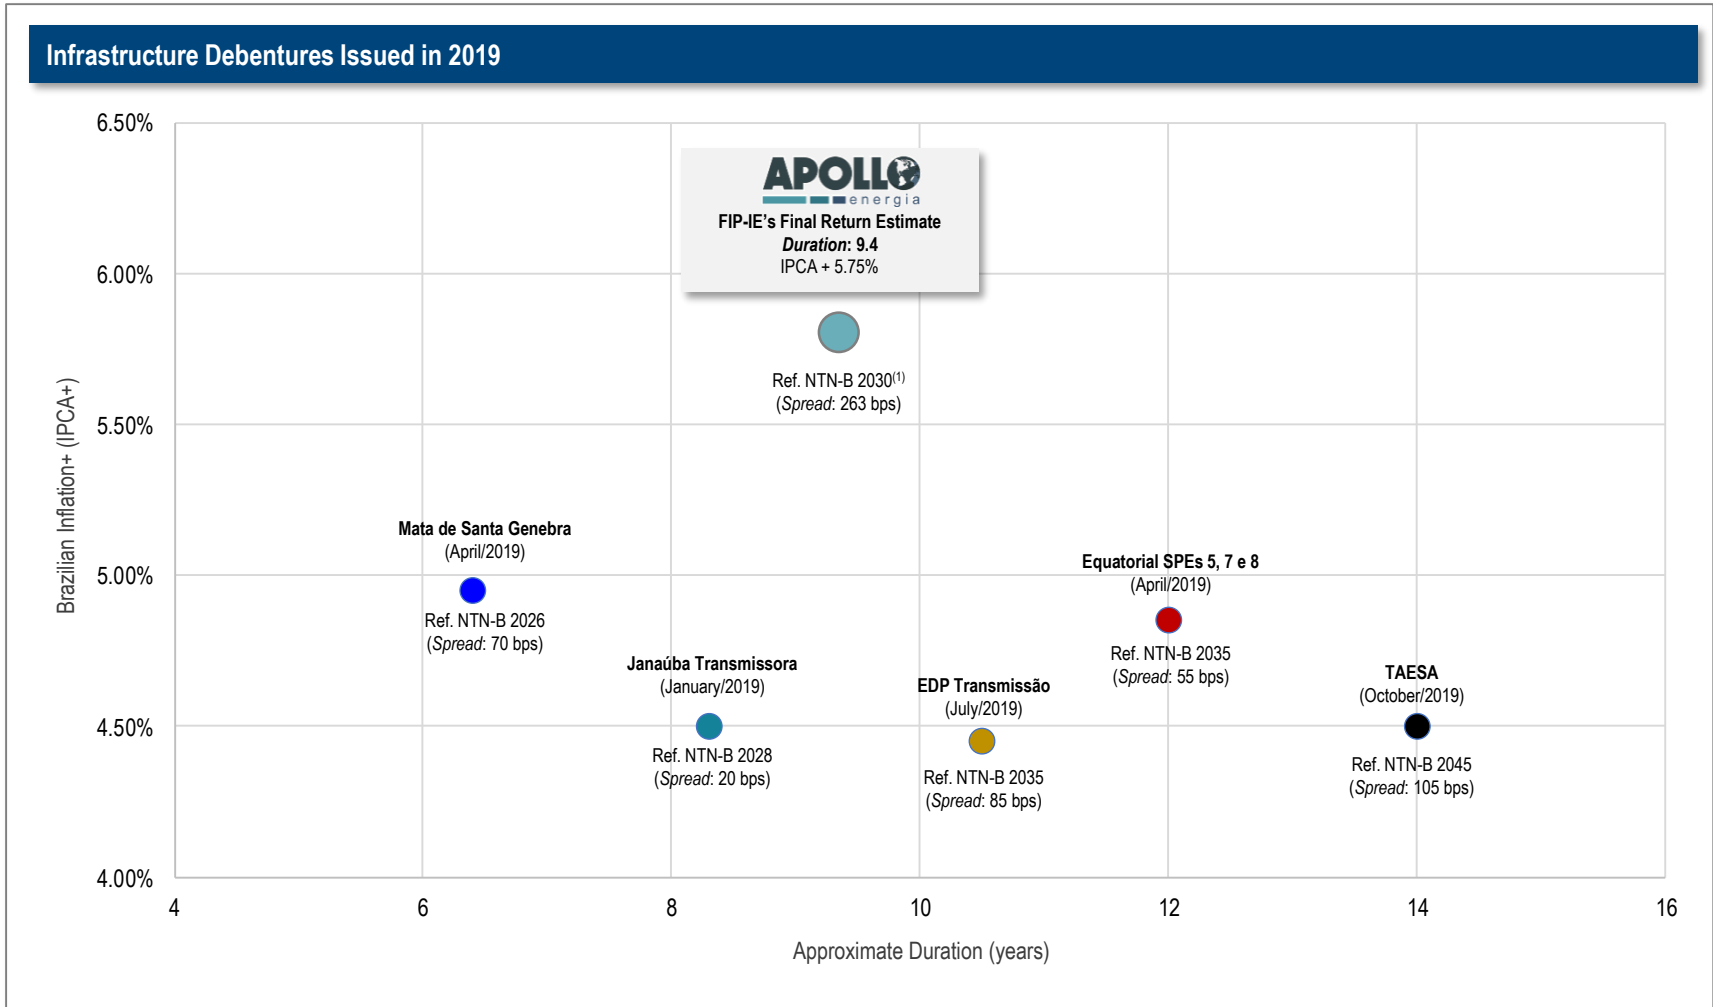 Infrastructure Debentures Issued in 2019
6.50%
6.00%
5.50%
5.00%
4.50%
4.00%
Brazilian Inflation+ (IPCA+)
APOLLO
energia
FIP-IE's Final Return Estimate
Duration: 9.4
IPCA + 5.75%
Ref. NTN-B 2030(1)
(Spread: 263 bps)
Mata de Santa Genebra
(April/2019)
Ref. NTN-B 2026
(Spread: 70 bps)
Janaúba Transmissora
(January/2019)
Ref. NTN-B 2028
(Spread: 20 bps)
EDP Transmissão
(July/2019)
Ref. NTN-B 2035
(Spread: 85 bps)
Equatorial SPEs 5, 7 e 8
(April/2019)
Ref. NTN-B 2035
(Spread: 55 bps)
TAESA
(October/2019)
Ref. NTN-B 2045
(Spread: 105 bps)
4
6
8
10
12
14
16
Approximate Duration (years)